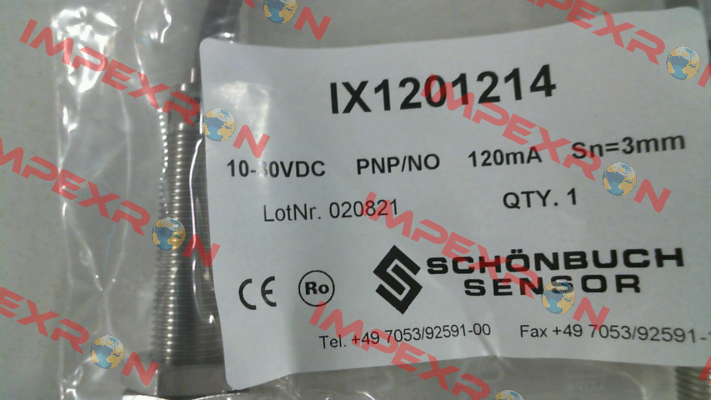 IX1201214
10-30VDC PNP/NO 120mA Sn=3mm
LotNr. 020821 QTY. 1
CE Ro SCHÖNBUCH
SENSOR
Tel. +49 7053/92591-00 Fax +49 7053/92591-1
IMPEXRON